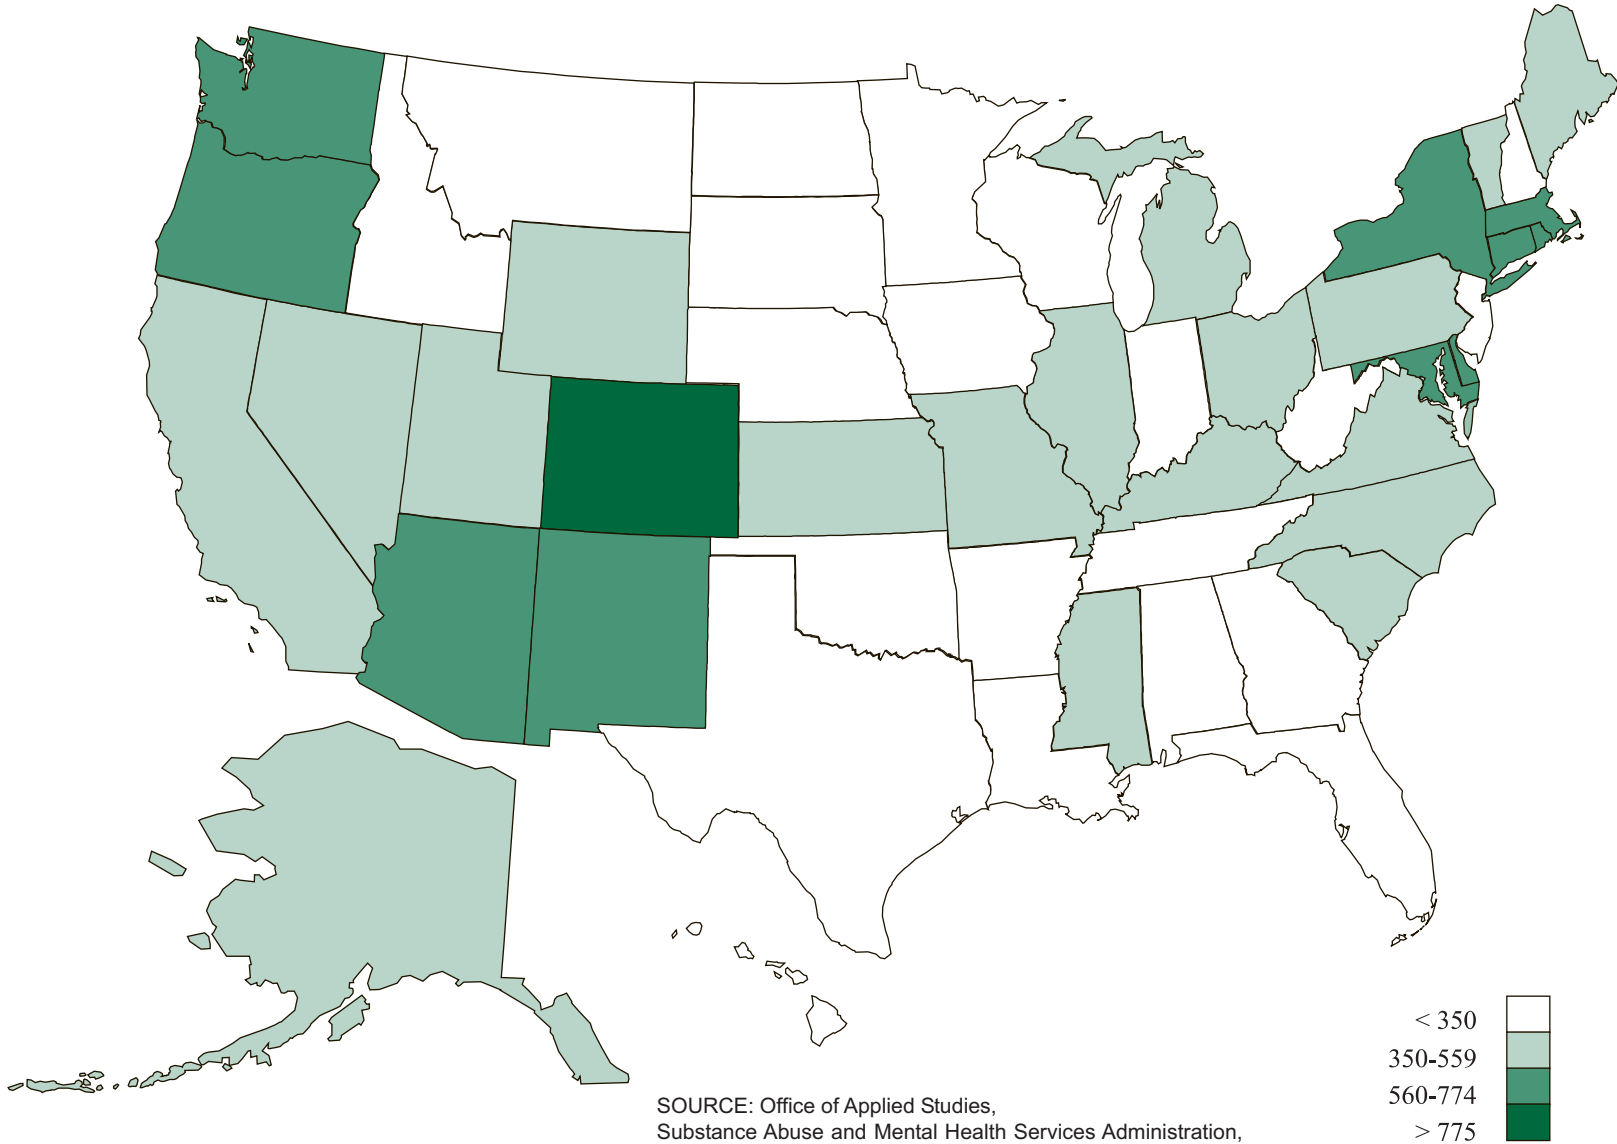 < 350
350-559
560-774
> 775
SOURCE: Office of Applied Studies,
Substance Abuse and Mental Health Services Administration,